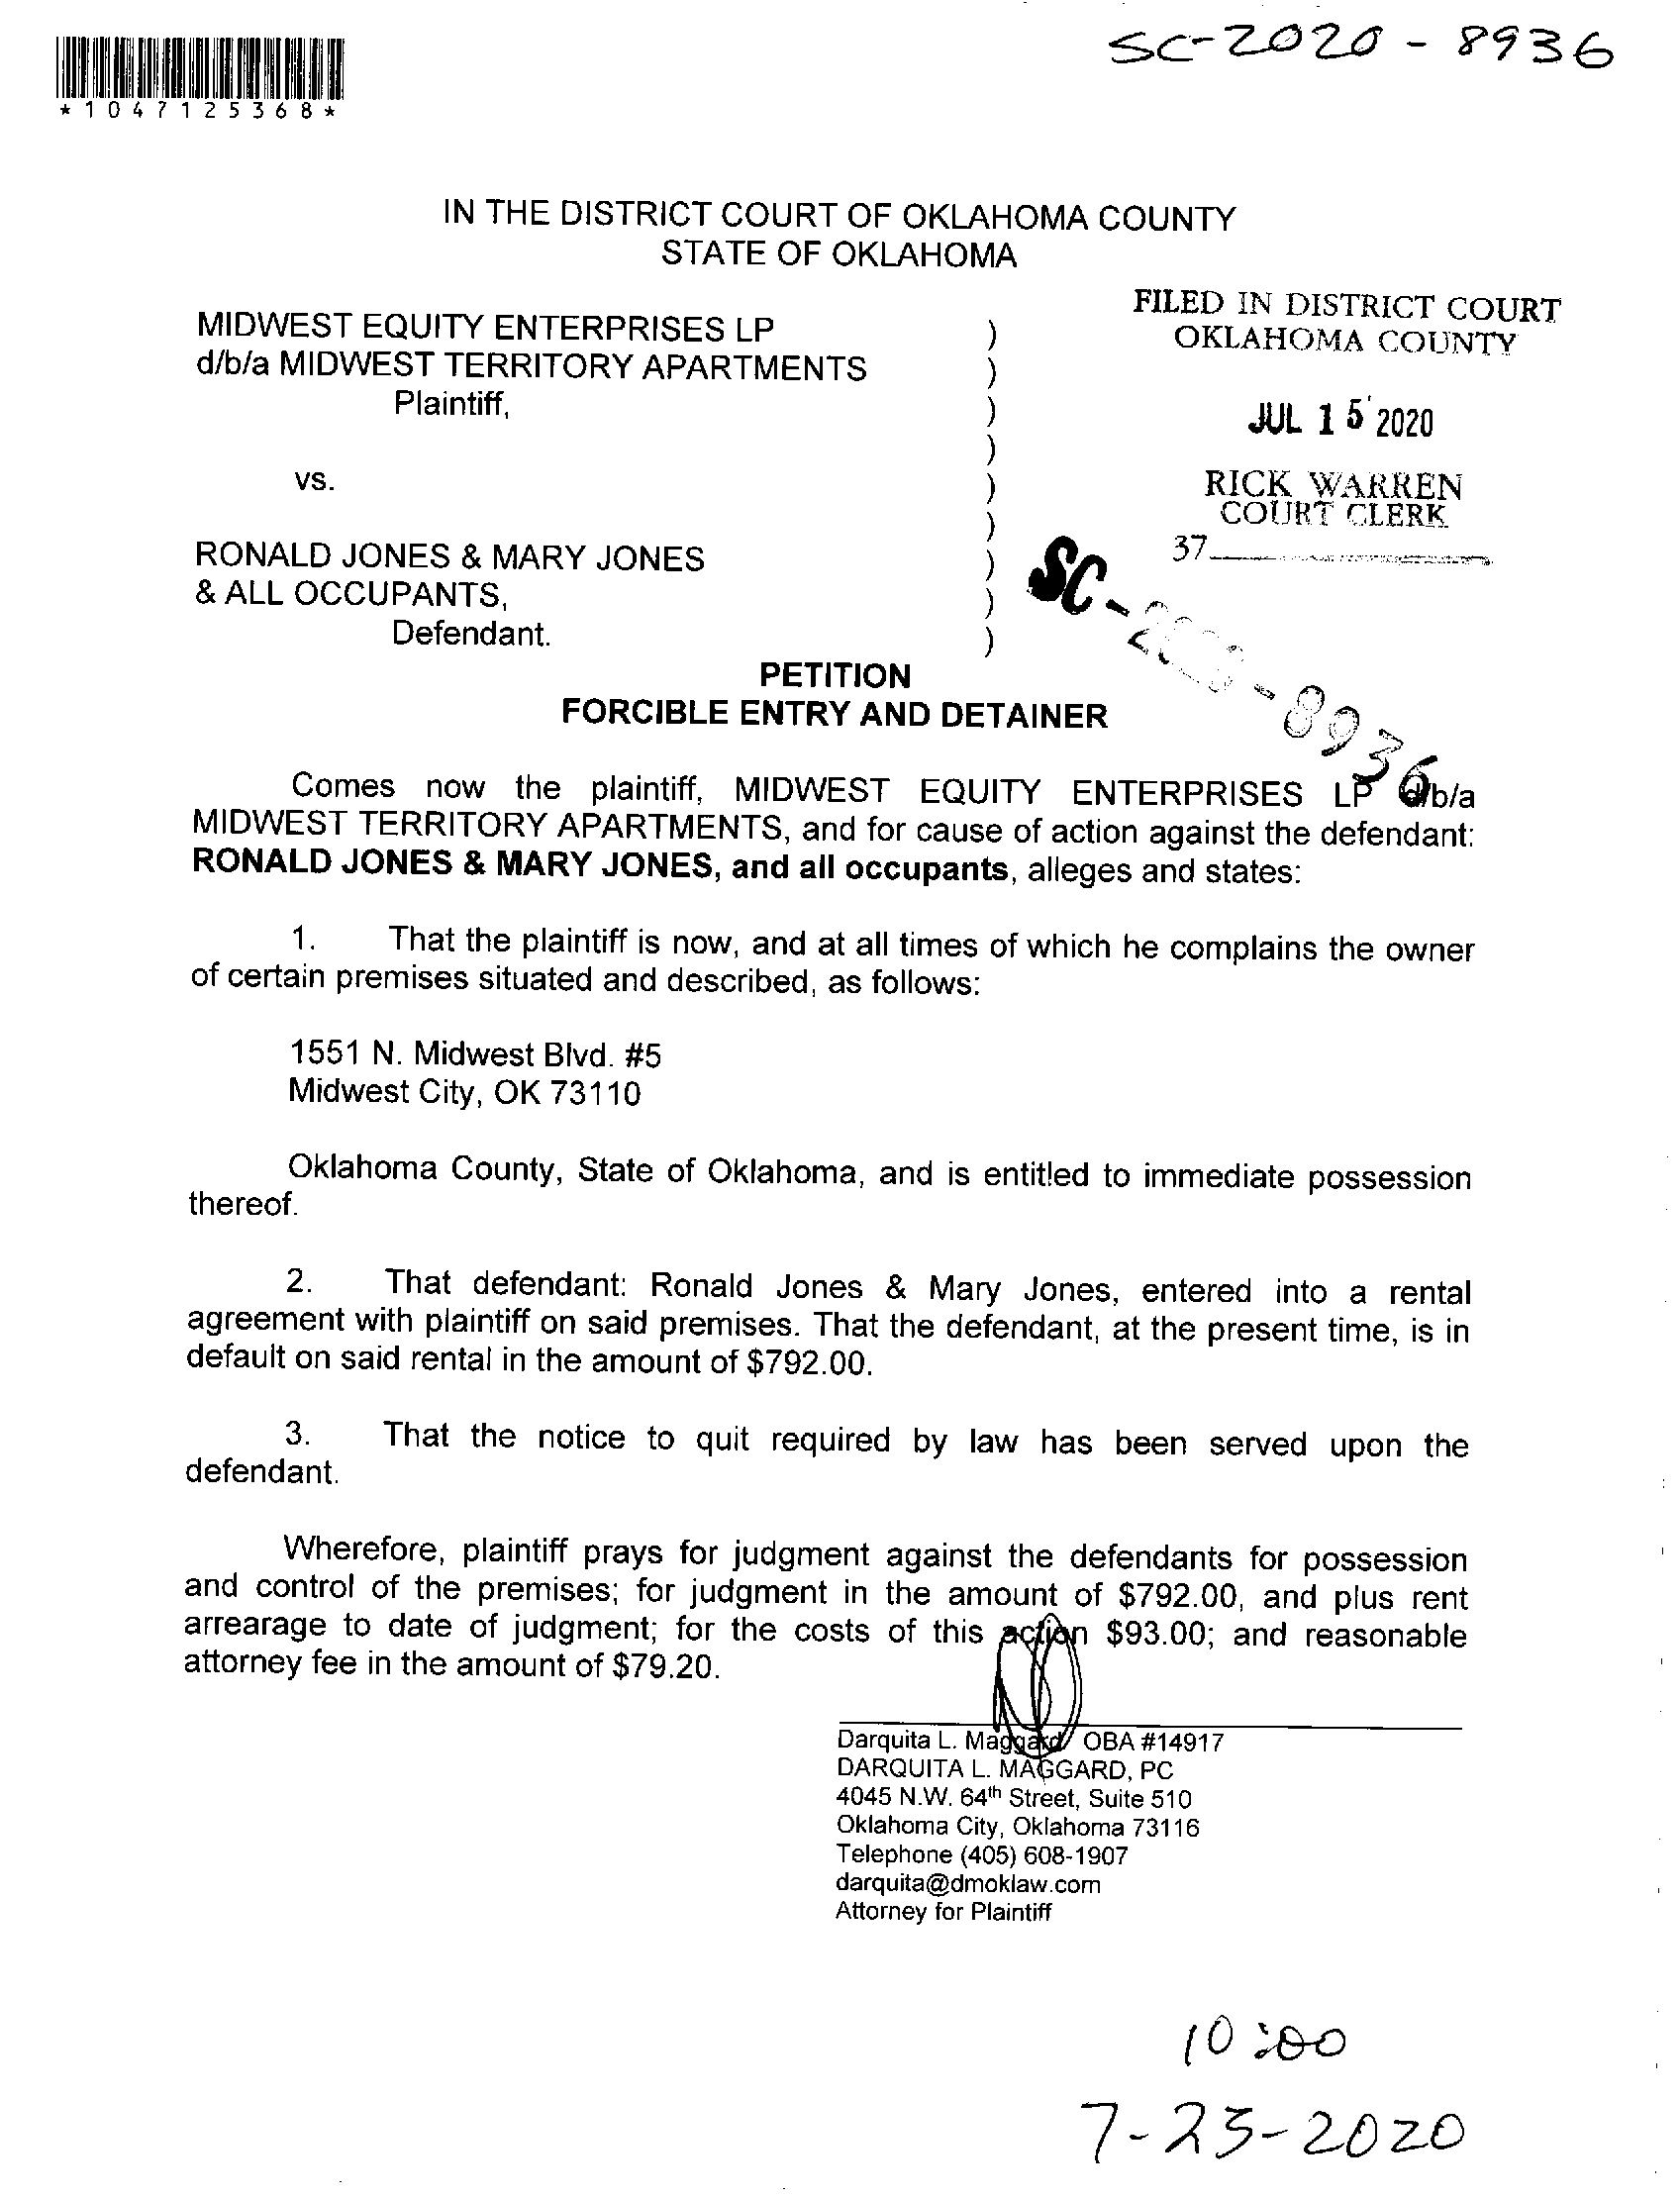 SC-2020-8936
*1047125368*
IN THE DISTRICT COURT OF OKLAHOMA COUNTY
STATE OF OKLAHOMA
FILED IN DISTRICT COURT
OKLAHOMA COUNTY
JUL 15 2020
RICK WARREN
COURT CLERK
37
MIDWEST EQUITY ENTERPRISES LP )
d/b/a MIDWEST TERRITORY APARTMENTS )
Plaintiff, )
)
vs. )
)
RONALD JONES & MARY JONES )
& ALL OCCUPANTS, )
Defendant. )
SC-2020-8936
PETITION
FORCIBLE ENTRY AND DETAINER
Comes now the plaintiff, MIDWEST EQUITY ENTERPRISES LP d/b/a
MIDWEST TERRITORY APARTMENTS, and for cause of action against the defendant:
RONALD JONES & MARY JONES, and all occupants, alleges and states:
1. That the plaintiff is now, and at all times of which he complains the owner
of certain premises situated and described, as follows:
1551 N. Midwest Blvd. #5
Midwest City, OK 73110
Oklahoma County, State of Oklahoma, and is entitled to immediate possession
thereof.
2. That defendant: Ronald Jones & Mary Jones, entered into a rental
agreement with plaintiff on said premises. That the defendant, at the present time, is in
default on said rental in the amount of $792.00.
3. That the notice to quit required by law has been served upon the
defendant.
Wherefore, plaintiff prays for judgment against the defendants for possession
and control of the premises; for judgment in the amount of $792.00, and plus rent
arrearage to date of judgment; for the costs of this action $93.00; and reasonable
attorney fee in the amount of $79.20.
Darquita L. Maggard OBA #14917
DARQUITA L. MAGGARD, PC
4045 N.W. 64th Street, Suite 510
Oklahoma City, Oklahoma 73116
Telephone (405) 608-1907
darquita@dmoklaw.com
Attorney for Plaintiff
10:00
7-23-2020